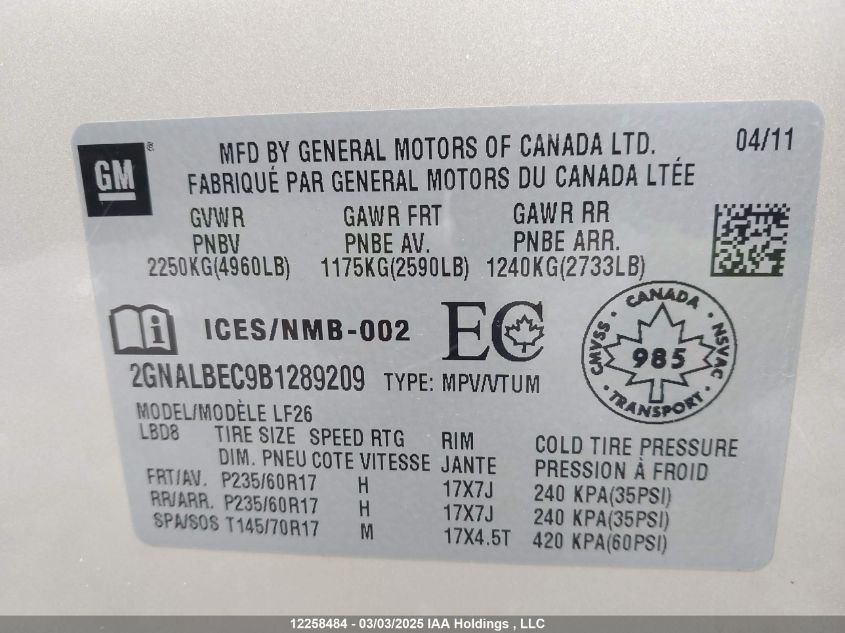 GM
MFD BY GENERAL MOTORS OF CANADA LTD. 04/11
FABRIQUÉ PAR GENERAL MOTORS DU CANADA LTÉE
GVWR GAWR FRT GAWR RR
PNBV PNBE AV. PNBE ARR.
2250KG(4960LB) 1175KG(2590LB) 1240KG(2733LB)
i ICES/NMB-002 EC
CANADA
CMVSS 985 NSVAC
TRANSPORT
2GNALBEC9B1289209 TYPE: MPV/VTUM
MODEL/MODÈLE LF26
LBD8 TIRE SIZE SPEED RTG RIM COLD TIRE PRESSURE
DIM. PNEU COTE VITESSE JANTE PRESSION À FROID
FRT/AV. P235/60R17 H 17X7J 240 KPA(35PSI)
RR/ARR. P235/60R17 H 17X7J 240 KPA(35PSI)
SPA/SOS T145/70R17 M 17X4.5T 420 KPA(60PSI)
12258484 - 03/03/2025 IAA Holdings , LLC